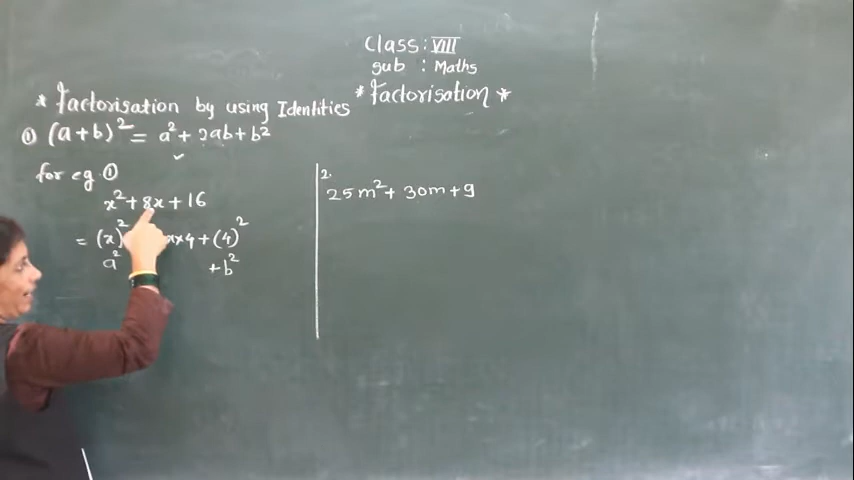 Class: VIII
sub : Maths
* Factorisation *
* Factorisation by using Identities
① (a+b)² = a² + 2ab + b²
for eg ①
x² + 8x + 16
= (x)² x×4 + (4)²
a² + b²
2.
25m² + 30m + 9